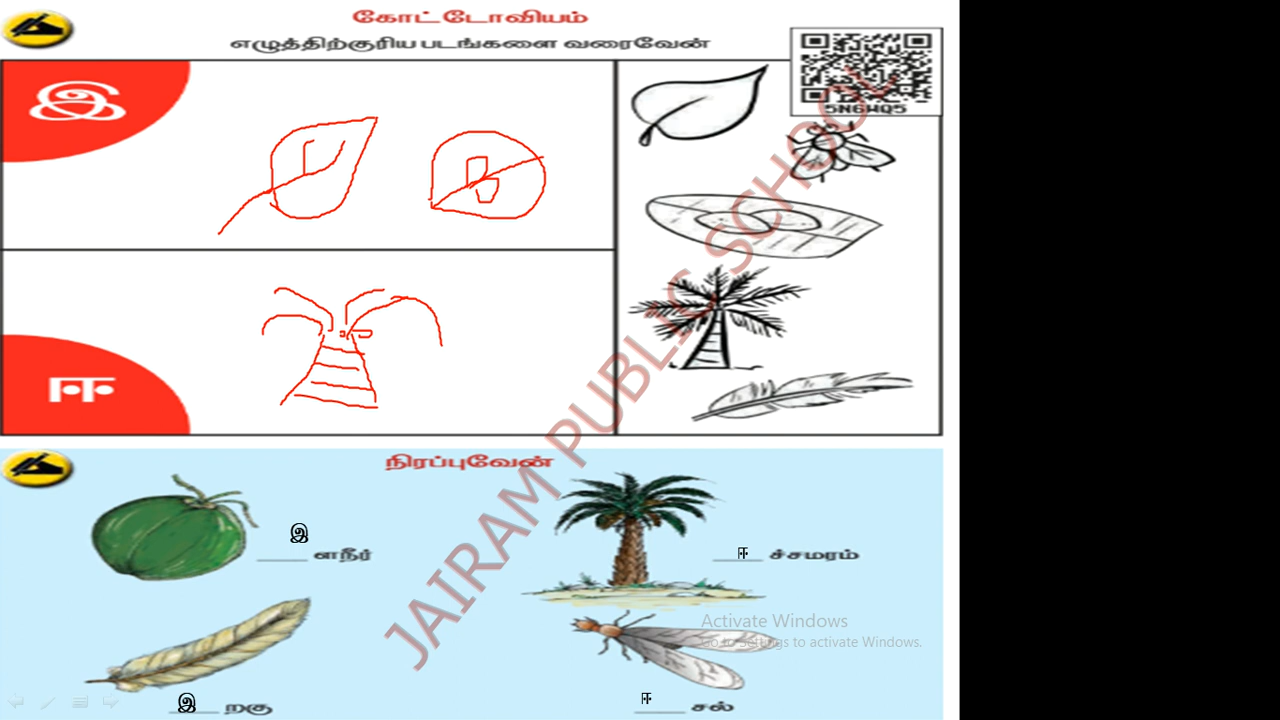 கோட்டோவியம்
எழுத்திற்குரிய படங்களை வரைவேன்
5N6WQ5
இ
ஈ
JAIRAM PUBLIC SCHOOL
நிரப்புவேன்
இ ளநீர்
ஈ ச்சமரம்
Activate Windows
Go to Settings to activate Windows.
இ றகு
ஈ சல்